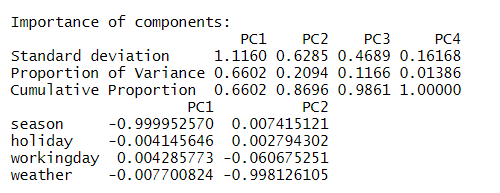 Importance of components:
PC1 PC2 PC3 PC4
Standard deviation 1.1160 0.6285 0.4689 0.16168
Proportion of Variance 0.6602 0.2094 0.1166 0.01386
Cumulative Proportion 0.6602 0.8696 0.9861 1.00000
PC1 PC2
season -0.999952570 0.007415121
holiday -0.004145646 0.002794302
workingday 0.004285773 -0.060675251
weather -0.007700824 -0.998126105